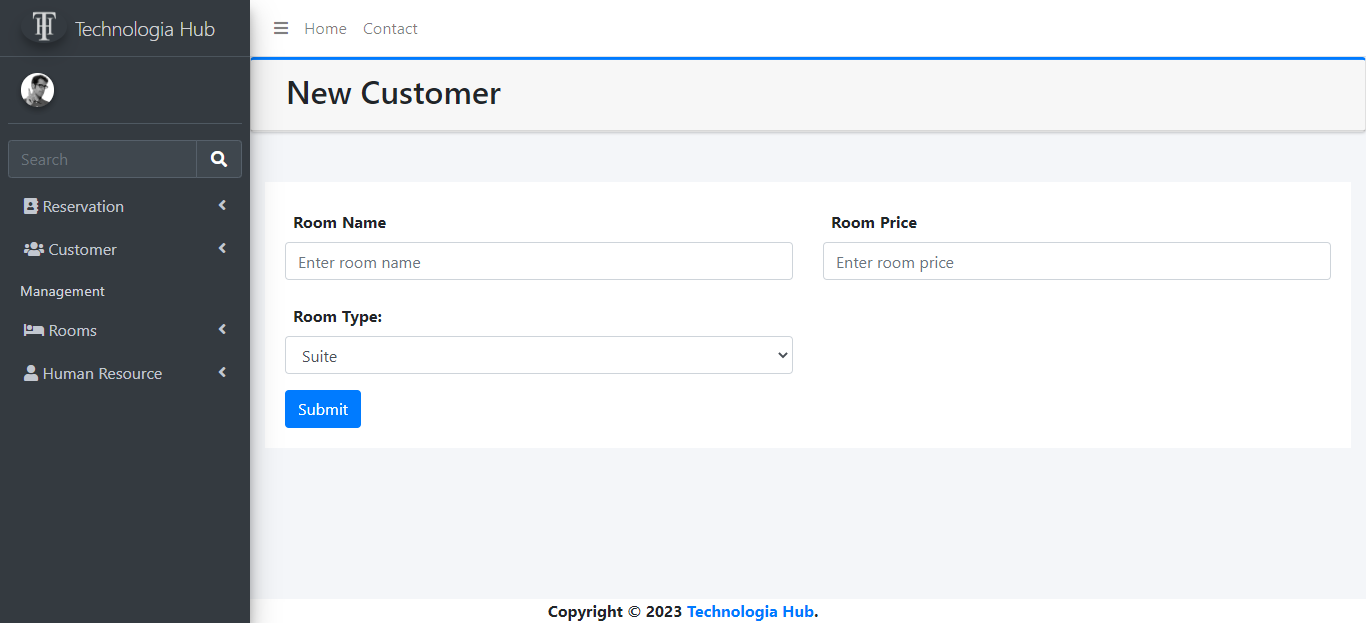 Technologia Hub
Home Contact
New Customer
Search
Reservation
Customer
Management
Rooms
Human Resource
Room Name
Enter room name
Room Price
Enter room price
Room Type:
Suite
Submit
Copyright © 2023 Technologia Hub.